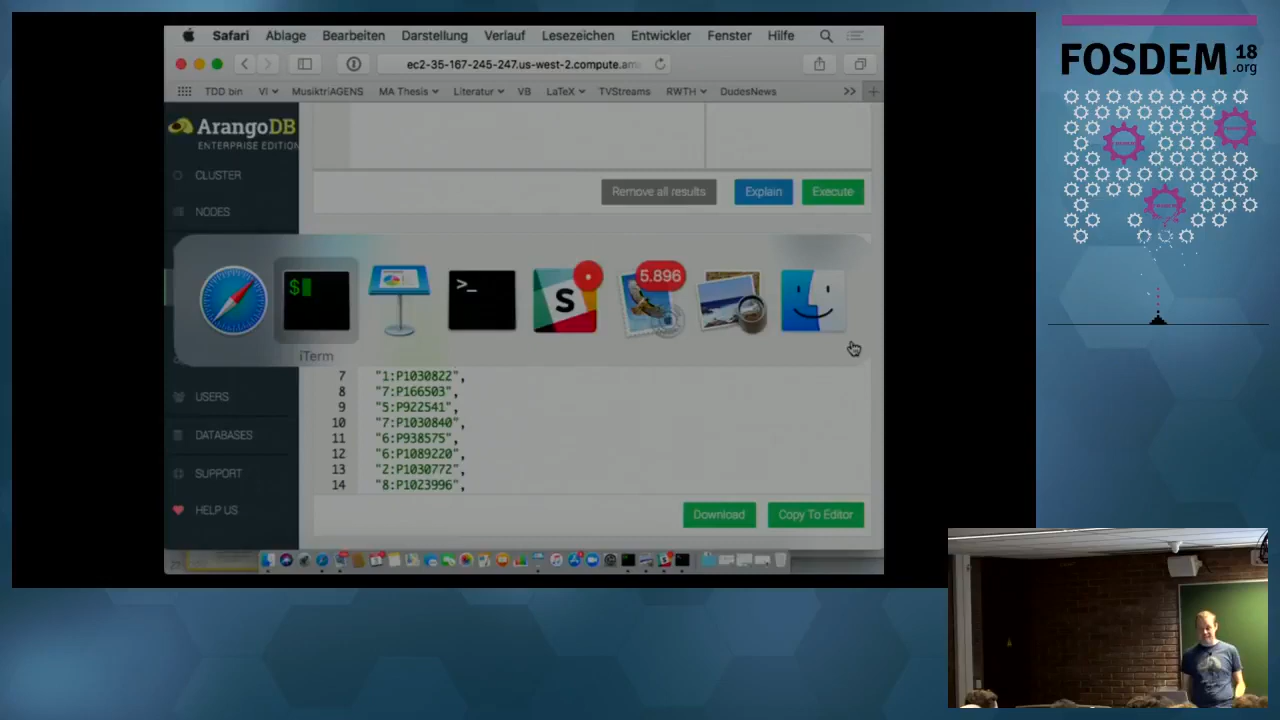 Safari Ablage Bearbeiten Darstellung Verlauf Lesezeichen Entwickler Fenster Hilfe
ec2-35-167-245-247.us-west-2.compute.am
TDD bin VI MusiktriAGENS MA Thesis Literatur VB LaTeX TVStreams RWTH DudesNews
ArangoDB
ENTERPRISE EDITION
CLUSTER
NODES
Remove all results Explain Execute
$
>_
S
5.896
iTerm
7 "1:P1030822",
8 "7:P166503",
9 "5:P922541",
10 "7:P1030840",
11 "6:P938575",
12 "6:P1089220",
13 "2:P1030772",
14 "8:P1023996",
USERS
DATABASES
SUPPORT
HELP US
Download Copy To Editor
FOSDEM 18
.org